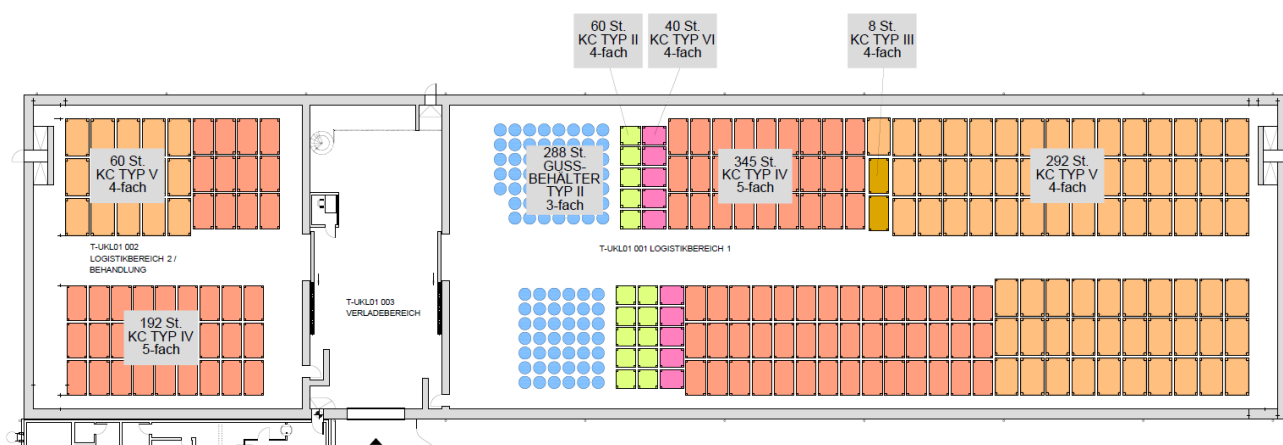 60 St.
KC TYP II
4-fach
40 St.
KC TYP VI
4-fach
8 St.
KC TYP III
4-fach
60 St.
KC TYP V
4-fach
288 St.
GUSS-
BEHÄLTER
TYP II
3-fach
345 St.
KC TYP IV
5-fach
292 St.
KC TYP V
4-fach
T-UKL01 002
LOGISTIKBEREICH 2 /
BEHANDLUNG
T-UKL01 001 LOGISTIKBEREICH 1
T-UKL01 003
VERLADEBEREICH
192 St.
KC TYP IV
5-fach